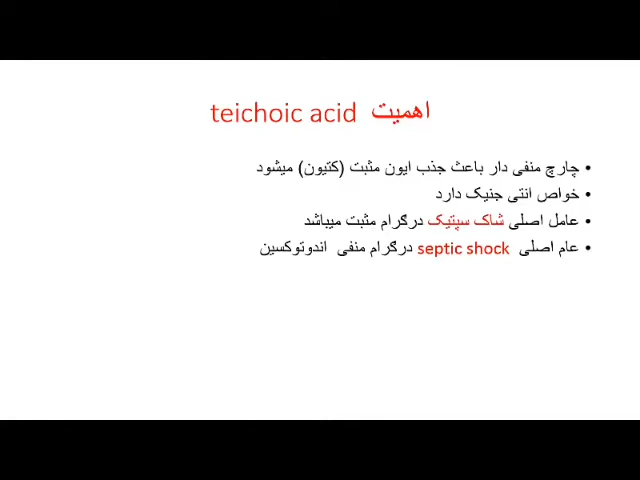 اهمیت teichoic acid
• چارچ منفی دار باعث جذب ایون مثبت (کتیون) میشود
• خواص انتی جنیک دارد
• عامل اصلی شاک سپتیک درگرام مثبت میباشد
• عام اصلی septic shock درگرام منفی اندوتوکسین